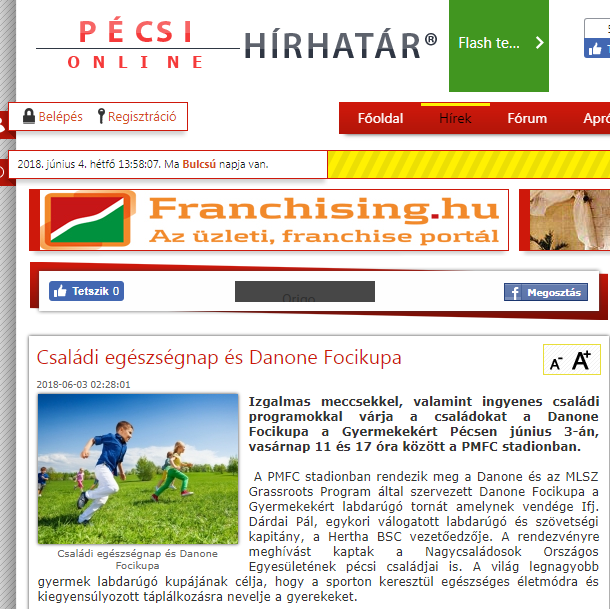 PÉCSI
ONLINE
HÍRHATÁR®
Flash te...
Belépés
Regisztráció
Főoldal
Hírek
Fórum
Apró
2018. június 4. hétfő 13:58:07. Ma Bulcsú napja van.
Franchising.hu
Az üzleti, franchise portál
Tetszik 0
Megosztás
Családi egészségnap és Danone Focikupa
A- A+
2018-06-03 02:28:01
Izgalmas meccsekkel, valamint ingyenes családi
programokkal várja a családokat a Danone
Focikupa a Gyermekekért Pécsen június 3-án,
vasárnap 11 és 17 óra között a PMFC stadionban.
A PMFC stadionban rendezik meg a Danone és az MLSZ
Grassroots Program által szervezett Danone Focikupa a
Gyermekekért labdarúgó tornát amelynek vendége Ifj.
Dárdai Pál, egykori válogatott labdarúgó és szövetségi
kapitány, a Hertha BSC vezetőedzője. A rendezvényre
meghívást kaptak a Nagycsaládosok Országos
Egyesületének pécsi családjai is. A világ legnagyobb
gyermek labdarúgó kupájának célja, hogy a sporton keresztül egészséges életmódra és
kiegyensúlyozott táplálkozásra nevelje a gyerekeket.
Családi egészségnap és Danone
Focikupa